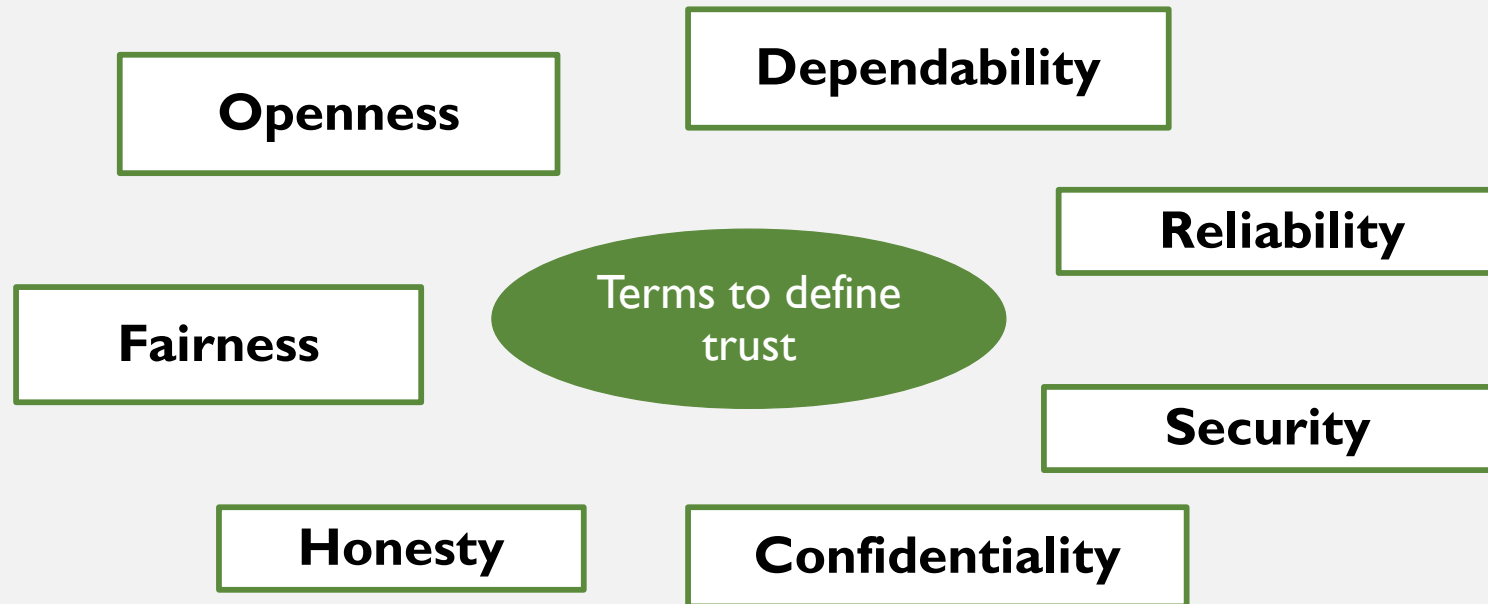 Dependability
Openness
Reliability
Terms to define
trust
Fairness
Security
Honesty
Confidentiality